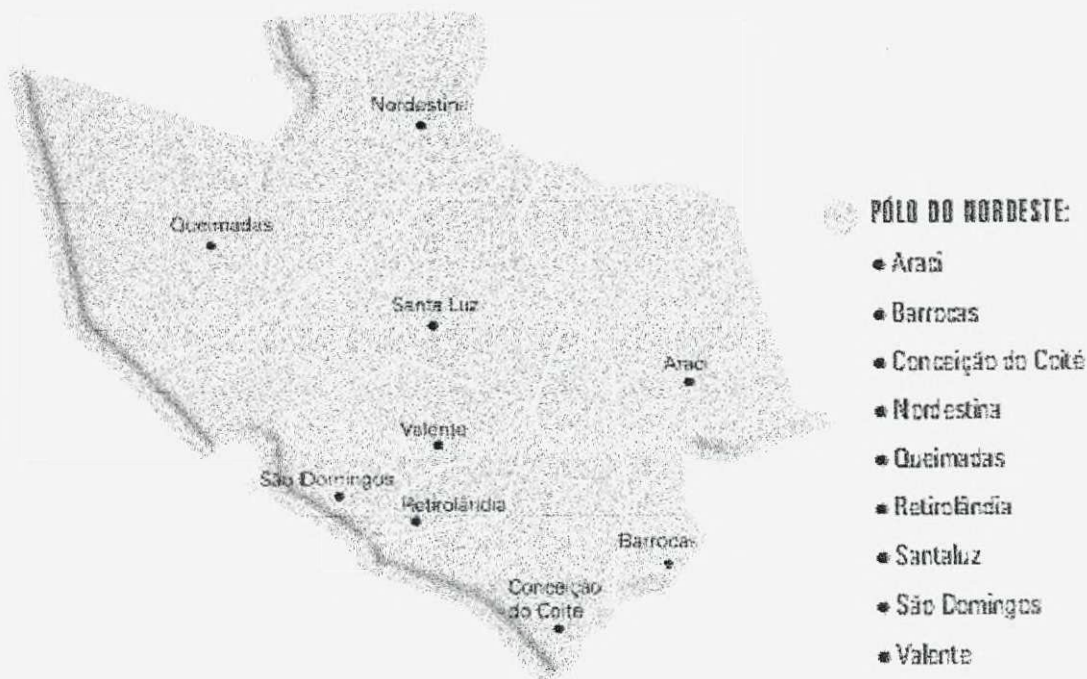 Nordestina
Queimadas
Santa Luz
Araci
Valente
São Domingos
Retirolândia
Barrocas
Conceição
do Coité
PÓLO DO NORDESTE:
Araci
Barrocas
Conceição do Coité
Nordestina
Queimadas
Retirolândia
Santaluz
São Domingos
Valente